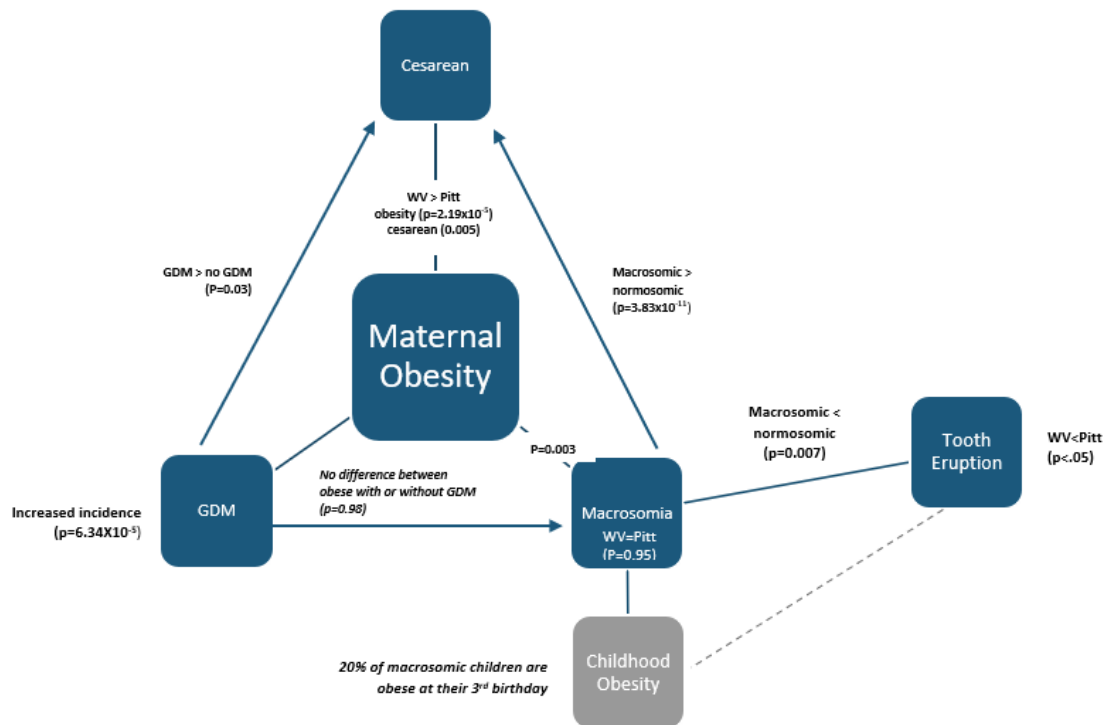 Cesarean
WV > Pitt
obesity (p=2.19x10⁻⁵)
cesarean (0.005)
GDM > no GDM
(P=0.03)
Macrosomic >
normosomic
(p=3.83x10⁻¹¹)
Maternal
Obesity
P=0.003
Macrosomic <
normosomic
(p=0.007)
Tooth
Eruption
WV<Pitt
(p<.05)
No difference between
obese with or without GDM
(p=0.98)
Increased incidence
(p=6.34X10⁻⁵)
GDM
Macrosomia
WV=Pitt
(P=0.95)
20% of macrosomic children are
obese at their 3ʳᵈ birthday
Childhood
Obesity